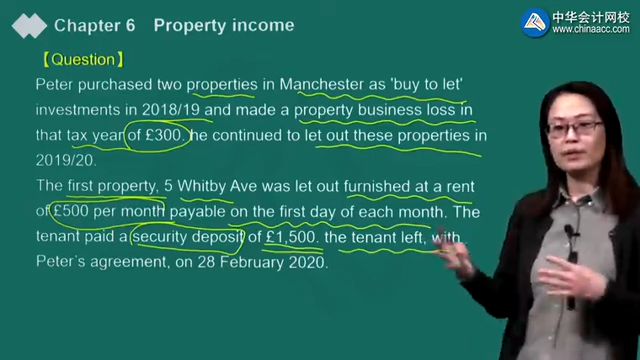 Chapter 6 Property income
中华会计网校
www.chinaacc.com
【Question】
Peter purchased two properties in Manchester as 'buy to let'
investments in 2018/19 and made a property business loss in
that tax year of £300. he continued to let out these properties in
2019/20.
The first property, 5 Whitby Ave was let out furnished at a rent
of £500 per month payable on the first day of each month. The
tenant paid a security deposit of £1,500. the tenant left, with
Peter's agreement, on 28 February 2020.